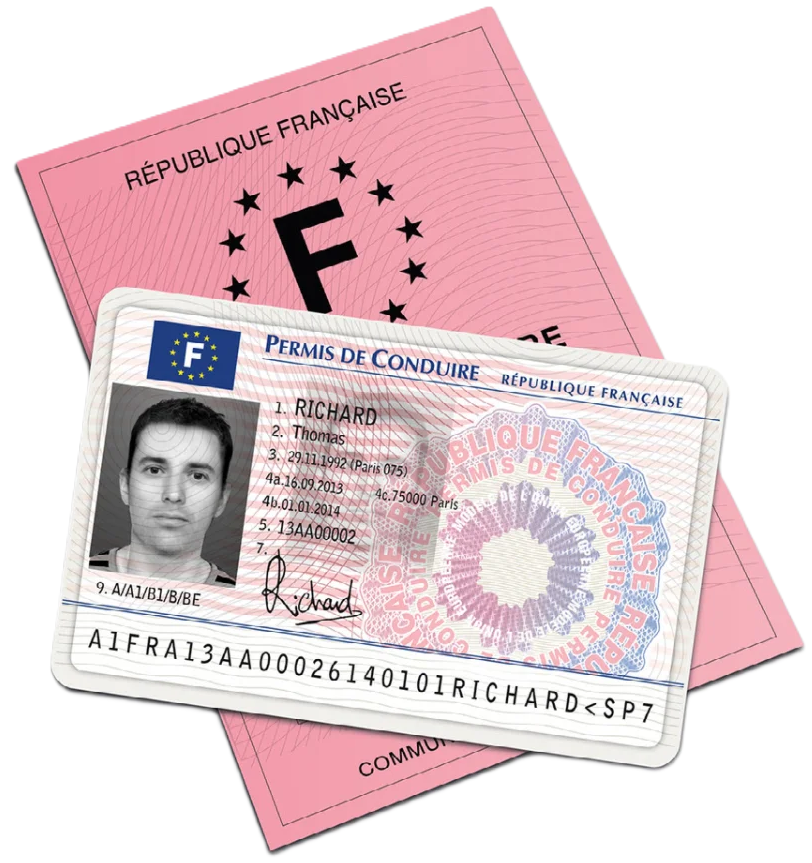 RÉPUBLIQUE FRANÇAISE
F
RE
F
PERMIS DE CONDUIRE RÉPUBLIQUE FRANÇAISE
1. RICHARD
2. Thomas
3. 29.11.1992 (Paris 075)
4a.16.09.2013 4c.75000 Paris
4b.01.01.2014
5. 13AA00002
7.
Richard
9. A/A1/B1/B/BE
RÉPUBLIQUE FRANÇAISE
PERMIS DE CONDUIRE
A1FRA13AA00026140101RICHARD<SP7
COMMUN